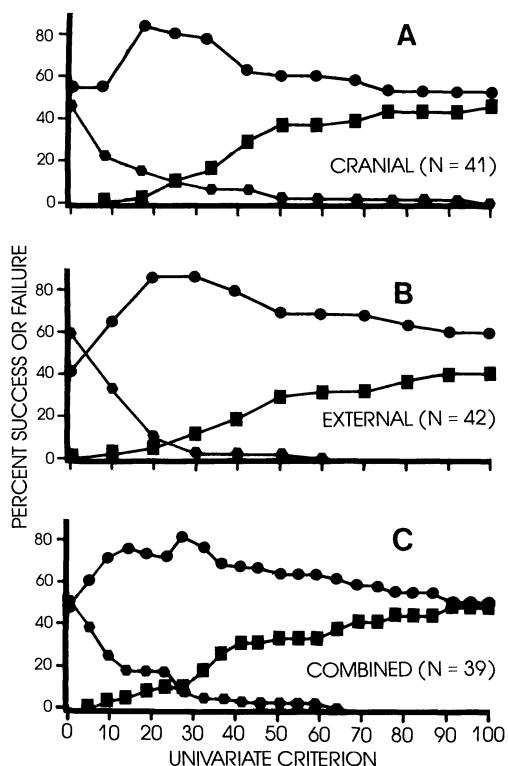 A
80
60
40
20
0
CRANIAL (N = 41)
PERCENT SUCCESS OR FAILURE
B
80
60
40
20
0
EXTERNAL (N = 42)
C
80
60
40
20
0
COMBINED (N = 39)
0 10 20 30 40 50 60 70 80 90 100
UNIVARIATE CRITERION